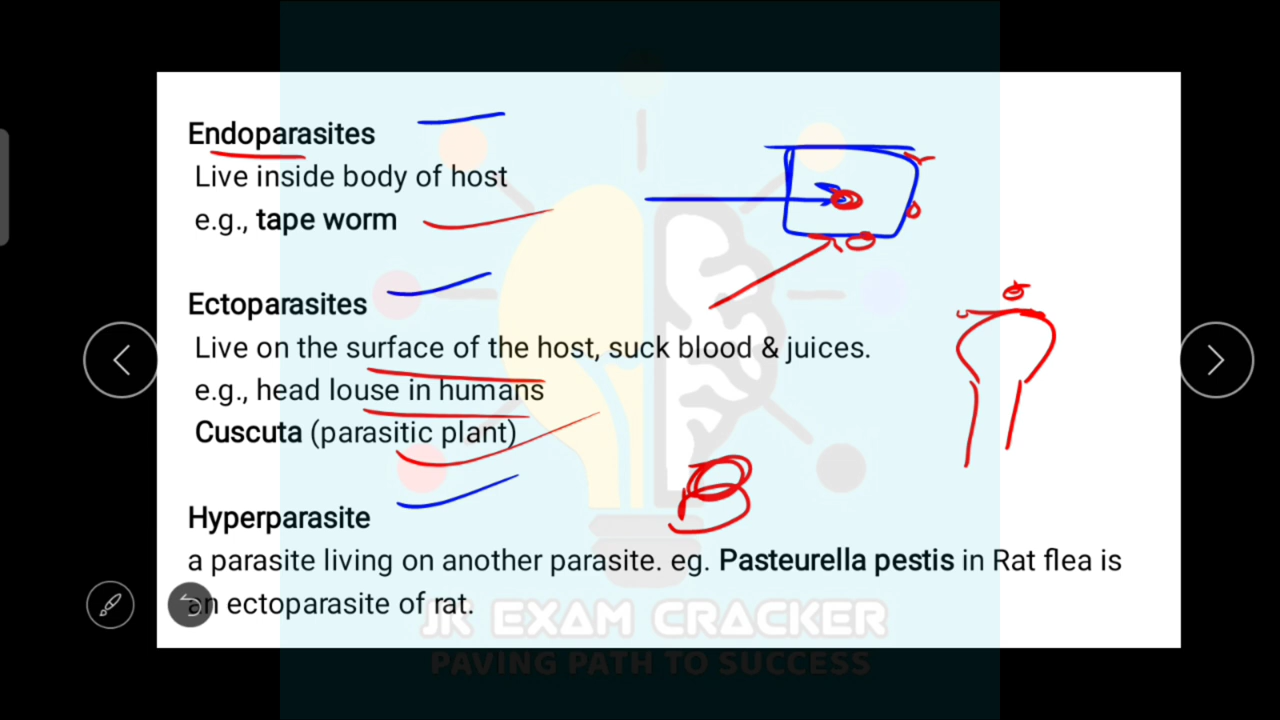 Endoparasites
Live inside body of host
e.g., tape worm
Ectoparasites
Live on the surface of the host, suck blood & juices.
e.g., head louse in humans
Cuscuta (parasitic plant)
Hyperparasite
a parasite living on another parasite. eg. Pasteurella pestis in Rat flea is
an ectoparasite of rat.
JK EXAM CRACKER
PAVING PATH TO SUCCESS